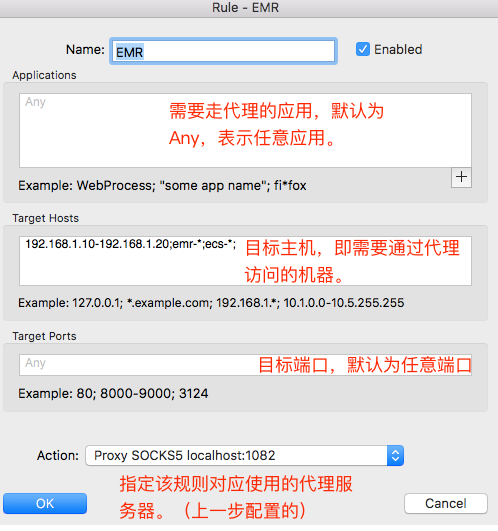 Rule - EMR
Name: EMR
Enabled
Applications
Any
需要走代理的应用，默认为
Any，表示任意应用。
+
Example: WebProcess; "some app name"; fi*fox
Target Hosts
192.168.1.10-192.168.1.20;emr-*;ecs-*;
目标主机，即需要通过代理
访问的机器。
Example: 127.0.0.1; *.example.com; 192.168.1.*; 10.1.0.0-10.5.255.255
Target Ports
Any
目标端口，默认为任意端口
Example: 80; 8000-9000; 3124
Action: Proxy SOCKS5 localhost:1082
指定该规则对应使用的代理服
务器。（上一步配置的）
OK
Cancel